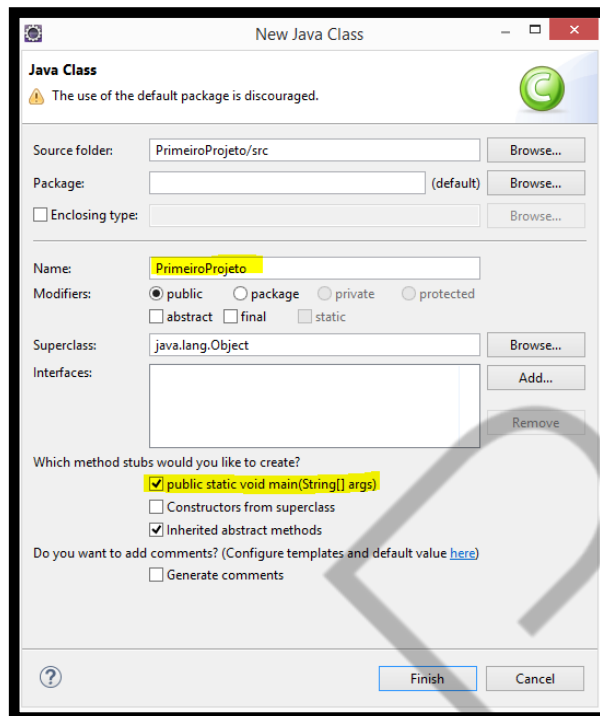 New Java Class
Java Class
The use of the default package is discouraged.
Source folder: PrimeiroProjeto/src Browse...
Package: (default) Browse...
Enclosing type: Browse...
Name: PrimeiroProjeto
Modifiers: public package private protected
abstract final static
Superclass: java.lang.Object Browse...
Interfaces: Add...
Remove
Which method stubs would you like to create?
public static void main(String[] args)
Constructors from superclass
Inherited abstract methods
Do you want to add comments? (Configure templates and default value here)
Generate comments
? Finish Cancel